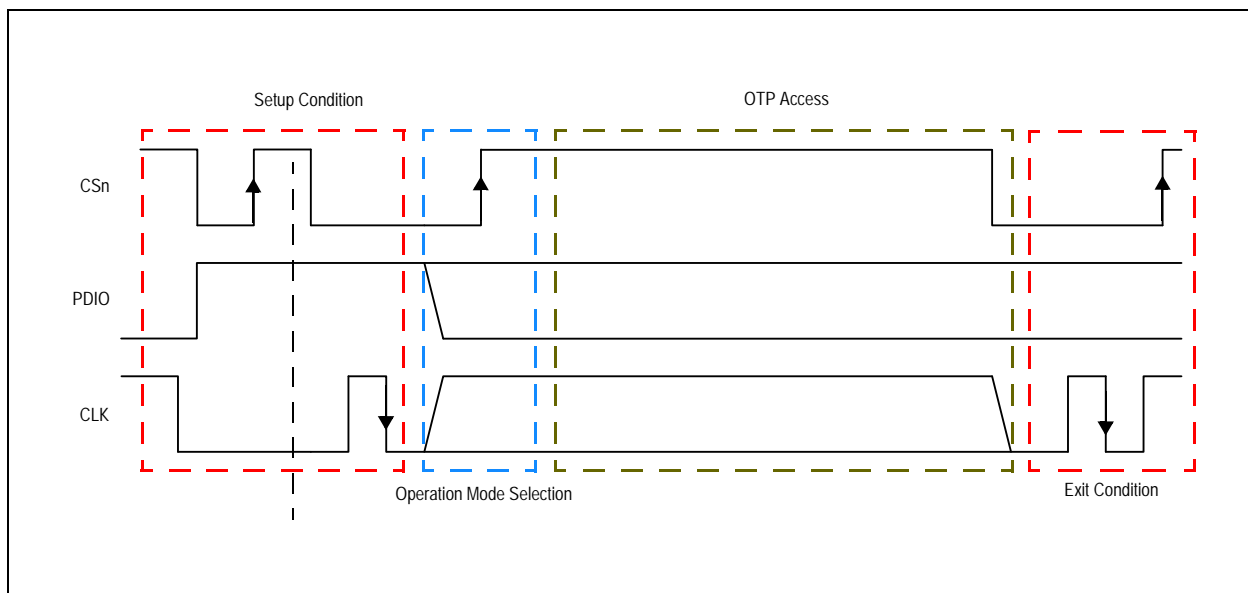 Setup Condition
OTP Access
CSn
PDIO
CLK
Operation Mode Selection
Exit Condition